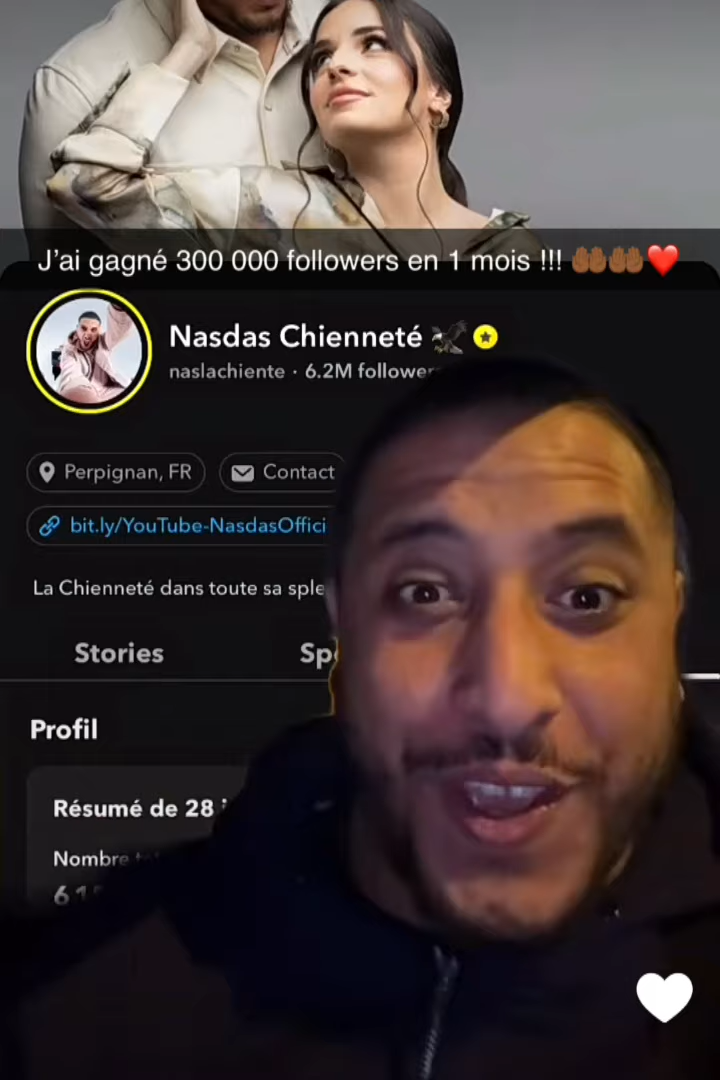 J'ai gagné 300 000 followers en 1 mois !!! 🙌🏾🙌🏾❤️
Nasdas Chienneté 🦅
naslachiente · 6.2M follower
Perpignan, FR
Contact
bit.ly/YouTube-NasdasOffici
La Chienneté dans toute sa sple
Stories
Sp
Profil
Résumé de 28 j
Nombre